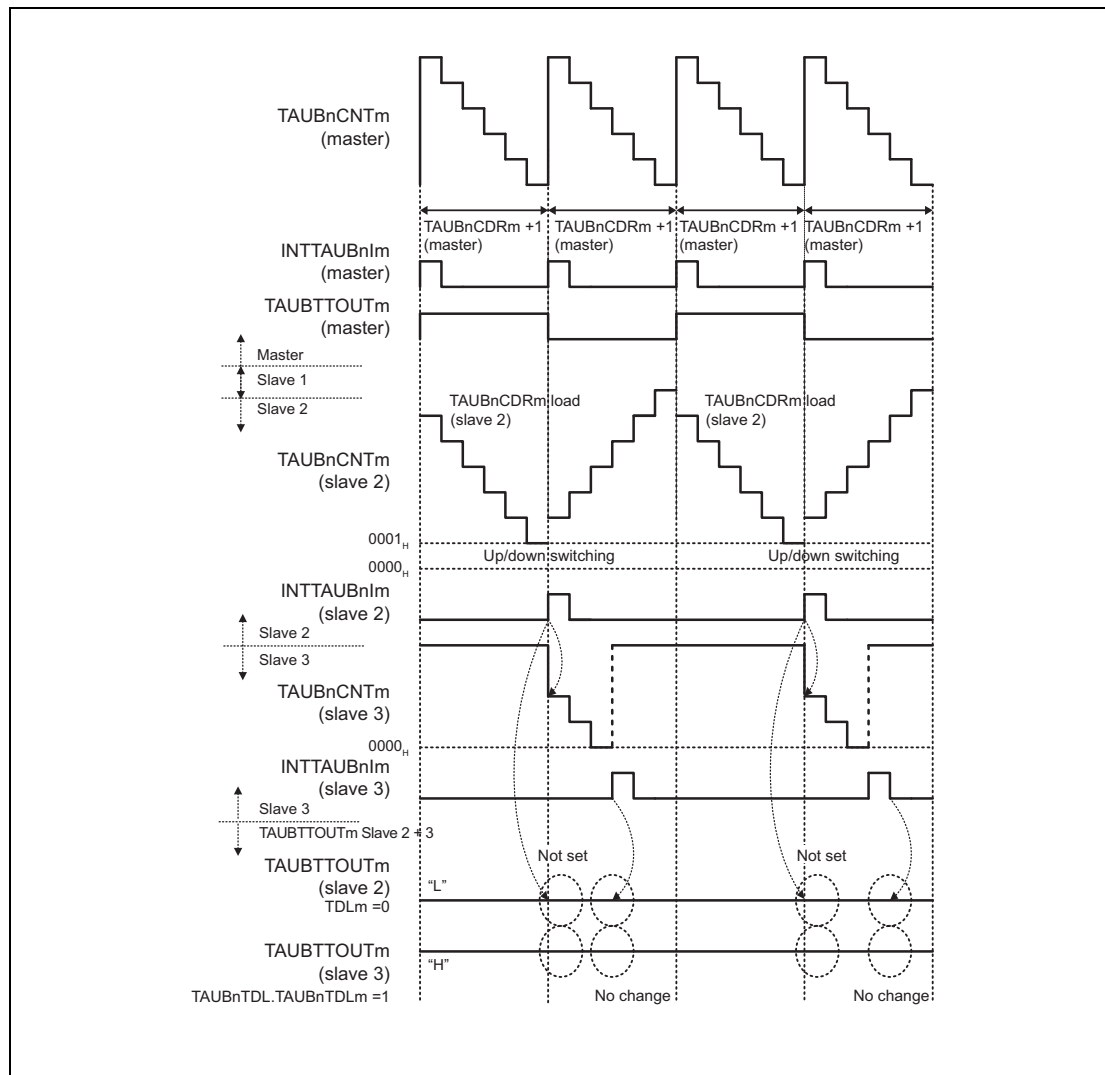 TAUBnCNTm
(master)
TAUBnCDRm +1 TAUBnCDRm +1 TAUBnCDRm +1 TAUBnCDRm +1
(master) (master) (master) (master)
INTTAUBnIm
(master)
TAUBTTOUTm
(master)
Master
Slave 1
Slave 2
TAUBnCDRm load TAUBnCDRm load
(slave 2) (slave 2)
TAUBnCNTm
(slave 2)
0001H
Up/down switching Up/down switching
0000H
INTTAUBnIm
(slave 2)
Slave 2
Slave 3
TAUBnCNTm
(slave 3)
0000H
INTTAUBnIm
(slave 3)
Slave 3
TAUBTTOUTm Slave 2 + 3
Not set Not set
TAUBTTOUTm
(slave 2) "L"
TDLm =0
TAUBTTOUTm
(slave 3) "H"
TAUBnTDL.TAUBnTDLm =1 No change No change